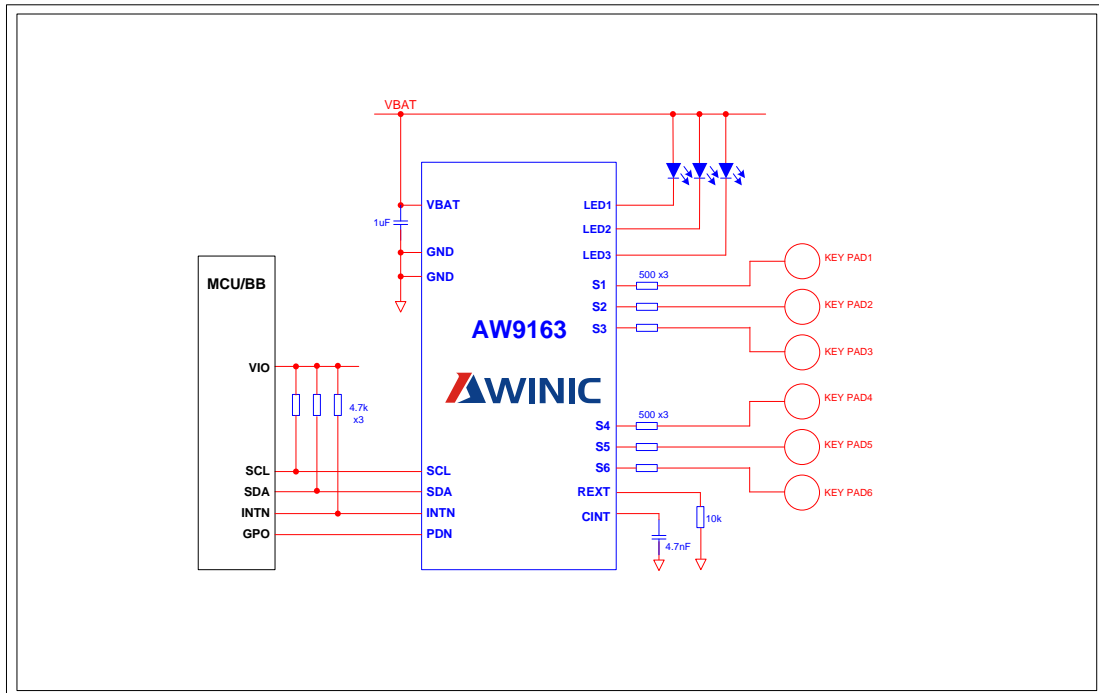 VBAT
VBAT
LED1
1uF
LED2
GND
LED3
KEY PAD1
GND
500 x3
MCU/BB
S1
S2
KEY PAD2
AW9163
S3
KEY PAD3
VIO
AWINIC
KEY PAD4
4.7k
x3
500 x3
S4
S5
KEY PAD5
SCL
SCL
S6
SDA
SDA
REXT
KEY PAD6
INTN
INTN
CINT
10k
GPO
PDN
4.7nF